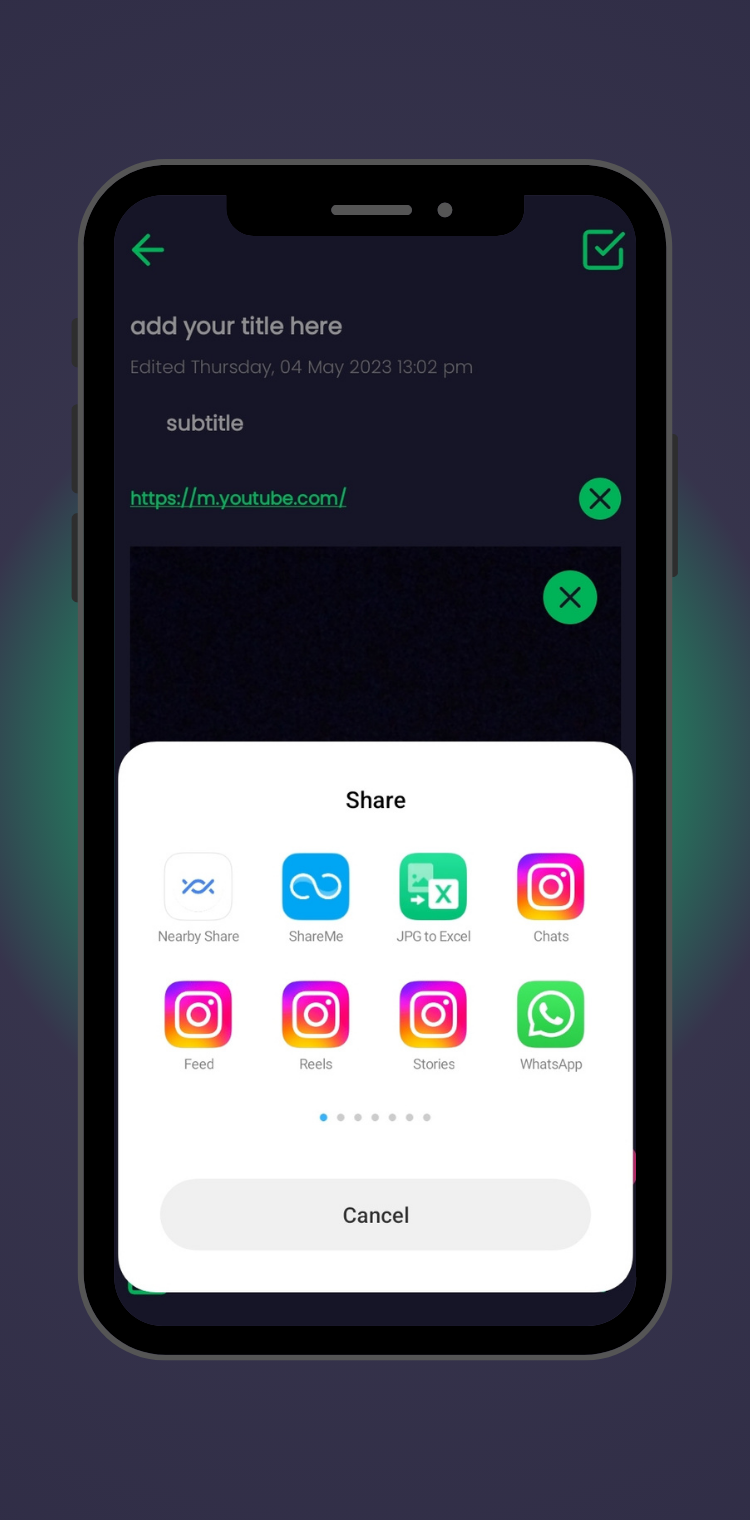 add your title here
Edited Thursday, 04 May 2023 13:02 pm
subtitle
https://m.youtube.com/
Share
Nearby Share ShareMe JPG to Excel Chats
Feed Reels Stories WhatsApp
Cancel